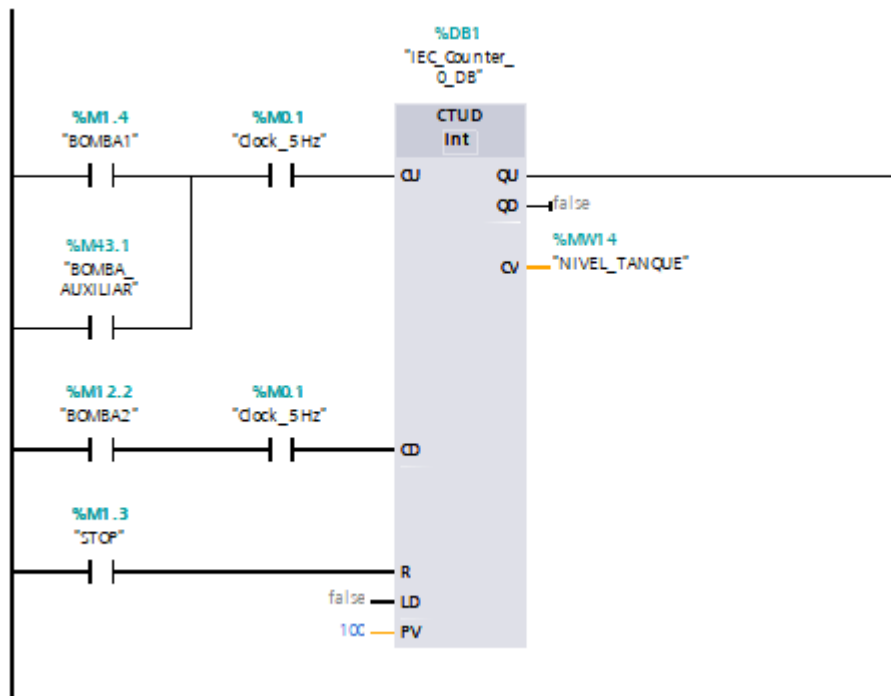 %DB1
"IEC_Counter_
0_DB"
CTUD
Int
%M1.4
"BOMBA1"
%M0.1
"Clock_5Hz"
CU
QU
QD
false
%M43.1
"BOMBA_
AUXILIAR"
%MW14
CV
"NIVEL_TANQUE"
%M12.2
"BOMBA2"
%M0.1
"Clock_5Hz"
CD
%M1.3
"STOP"
R
false
LD
100
PV